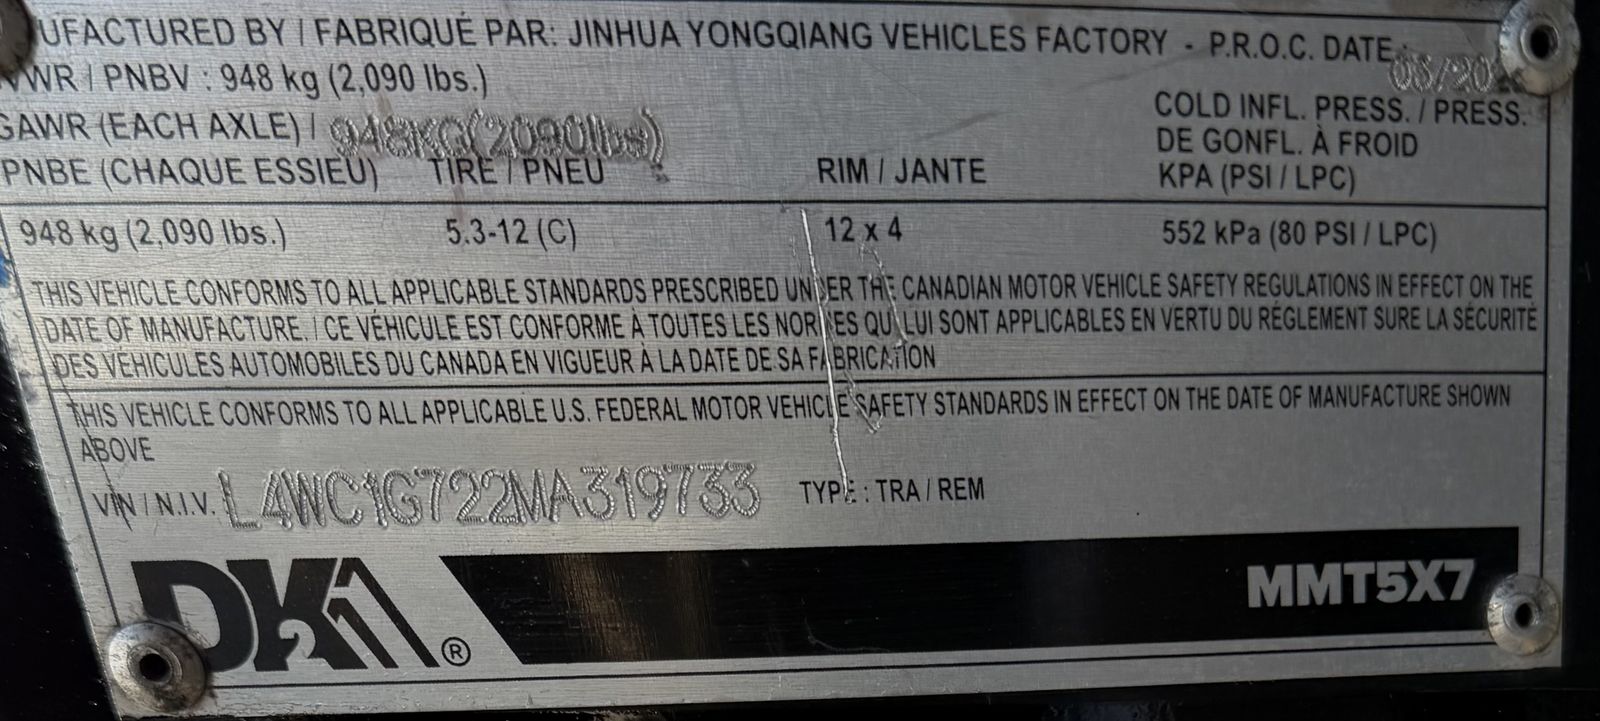 UFACTURED BY / FABRIQUÉ PAR: JINHUA YONGQIANG VEHICLES FACTORY - P.R.O.C. DATE :
VWR / PNBV : 948 kg (2,090 lbs.)
GAWR (EACH AXLE) / 948KG(2090lbs)
PNBE (CHAQUE ESSIEU) TIRE / PNEU : RIM / JANTE
COLD INFL. PRESS. / PRESS.
DE GONFL. À FROID
KPA (PSI / LPC)
948 kg (2,090 lbs.) 5.3-12 (C) 12 x 4 552 kPa (80 PSI / LPC)
THIS VEHICLE CONFORMS TO ALL APPLICABLE STANDARDS PRESCRIBED UNDER THE CANADIAN MOTOR VEHICLE SAFETY REGULATIONS IN EFFECT ON THE
DATE OF MANUFACTURE. / CE VÉHICULE EST CONFORME À TOUTES LES NORMES QUI LUI SONT APPLICABLES EN VERTU DU RÉGLEMENT SURE LA SÉCURITÉ
DES VÉHICULES AUTOMOBILES DU CANADA EN VIGUEUR À LA DATE DE SA FABRICATION
THIS VEHICLE CONFORMS TO ALL APPLICABLE U.S. FEDERAL MOTOR VEHICLE SAFETY STANDARDS IN EFFECT ON THE DATE OF MANUFACTURE SHOWN
ABOVE
VIN / N.I.V. L4WC1G722MA319733 TYPE : TRA / REM
DK2 ®
MMT5X7